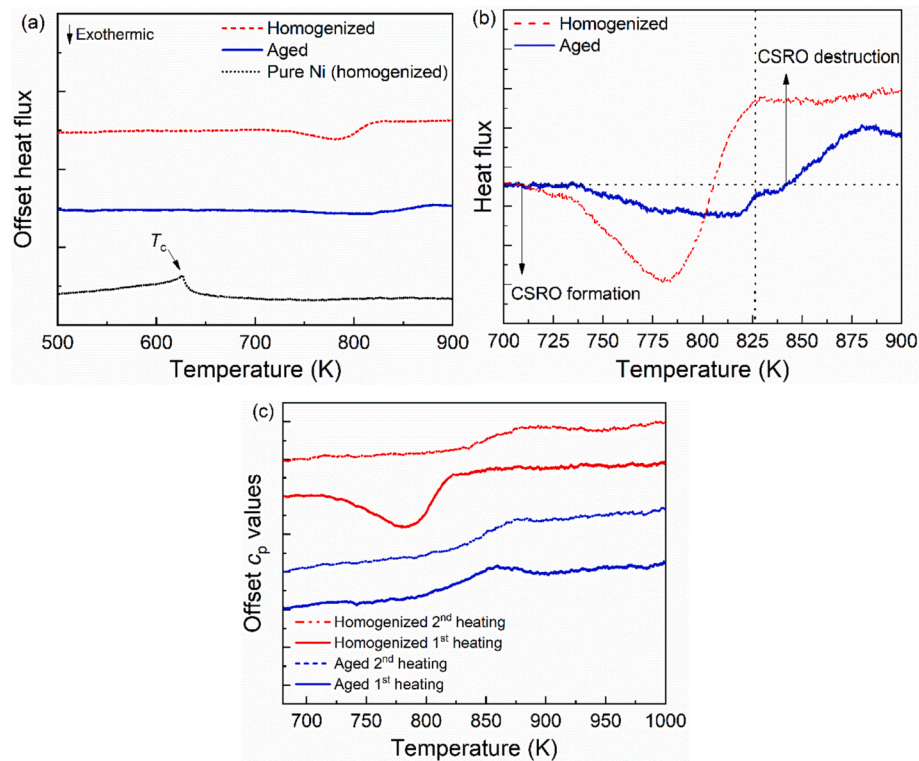 (a)
Exothermic
Homogenized
Aged
Pure Ni (homogenized)
Tc
Offset heat flux
500 600 700 800 900
Temperature (K)
(b)
Homogenized
Aged
CSRO destruction
CSRO formation
Heat flux
700 725 750 775 800 825 850 875 900
Temperature (K)
(c)
Offset cp values
Homogenized 2nd heating
Homogenized 1st heating
Aged 2nd heating
Aged 1st heating
700 750 800 850 900 950 1000
Temperature (K)